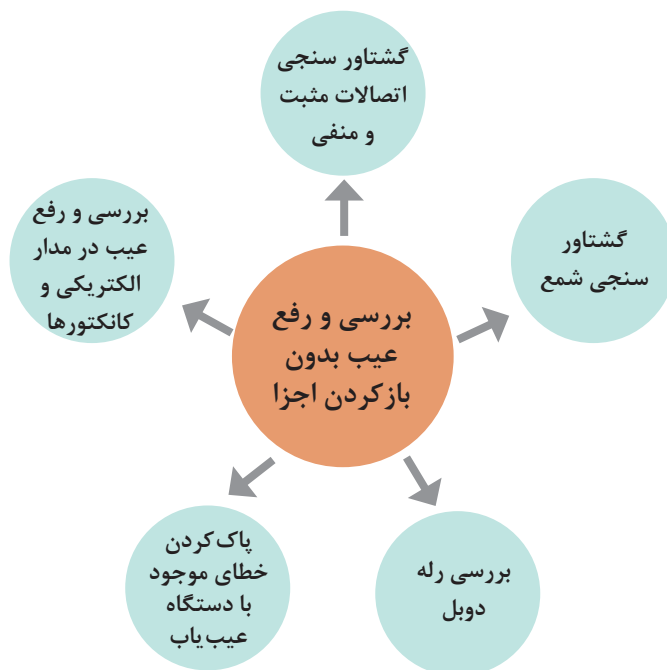 گشتاور سنجی
اتصالات مثبت
و منفی
گشتاور
سنجی شمع
بررسی و رفع
عیب در مدار
الکتریکی و
کانکتورها
بررسی و رفع
عیب بدون
بازکردن اجزا
پاک‌کردن
خطای موجود
با دستگاه
عیب‌یاب
بررسی رله
دوبل